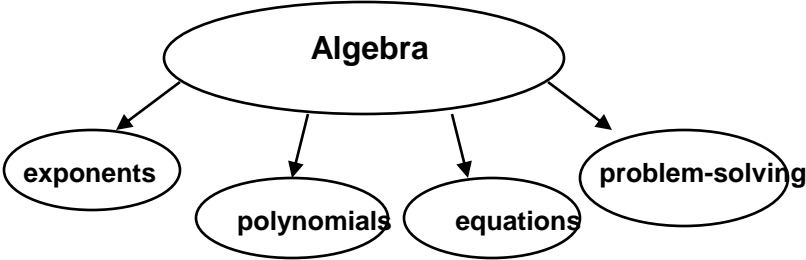 Algebra
exponents
polynomials
equations
problem-solving